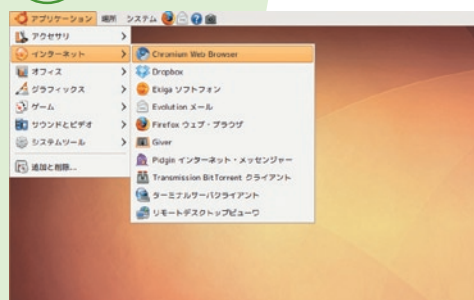 アプリケーション 場所 システム
アクセサリ
インターネット
オフィス
グラフィックス
ゲーム
サウンドとビデオ
システムツール
追加と削除...
Chromium Web Browser
Dropbox
Ekiga ソフトフォン
Evolution メール
Firefox ウェブ・ブラウザ
Giver
Pidgin インターネット・メッセンジャー
Transmission BitTorrent クライアント
ターミナルサーバクライアント
リモートデスクトップビューワ